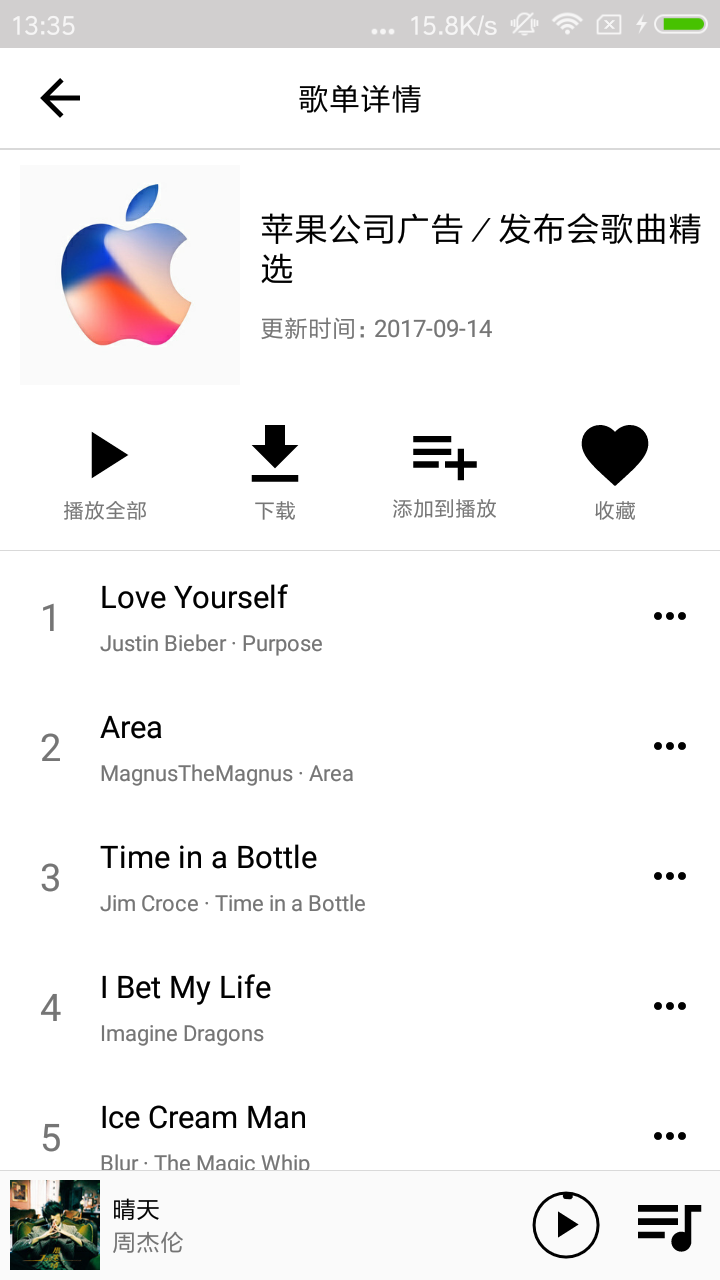 13:35
... 15.8K/s
歌单详情
苹果公司广告／发布会歌曲精
选
更新时间: 2017-09-14
播放全部
下载
添加到播放
收藏
1
Love Yourself
Justin Bieber · Purpose
2
Area
MagnusTheMagnus · Area
3
Time in a Bottle
Jim Croce · Time in a Bottle
4
I Bet My Life
Imagine Dragons
5
Ice Cream Man
Blur · The Magic Whip
晴天
周杰伦